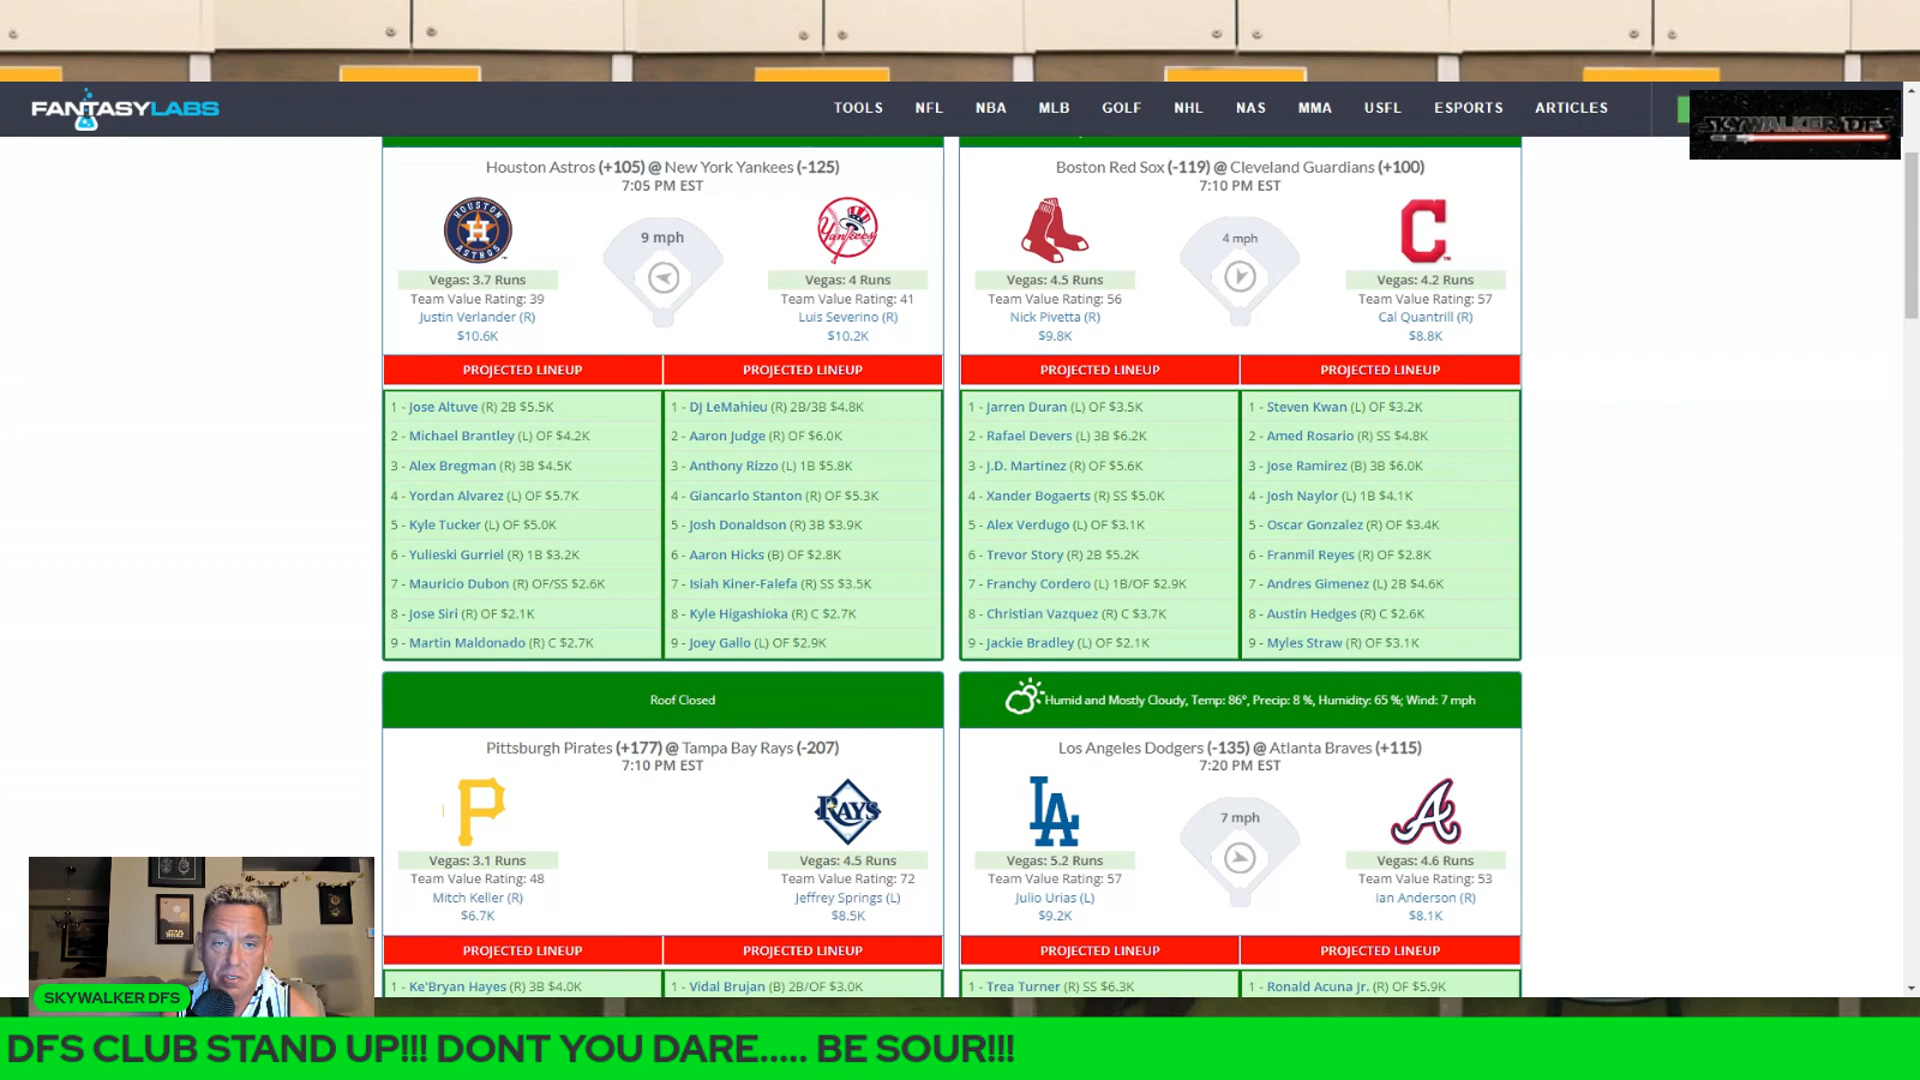 FANTASYLABS
TOOLS NFL NBA MLB GOLF NHL NAS MMA USFL ESPORTS ARTICLES
SKYWALKER DFS
Houston Astros (+105) @ New York Yankees (-125)
7:05 PM EST
HOUSTON ASTROS
Yankees
9 mph
Vegas: 3.7 Runs
Team Value Rating: 39
Justin Verlander (R)
$10.6K
Vegas: 4 Runs
Team Value Rating: 41
Luis Severino (R)
$10.2K
PROJECTED LINEUP
PROJECTED LINEUP
1 - Jose Altuve (R) 2B $5.5K
2 - Michael Brantley (L) OF $4.2K
3 - Alex Bregman (R) 3B $4.5K
4 - Yordan Alvarez (L) OF $5.7K
5 - Kyle Tucker (L) OF $5.0K
6 - Yulieski Gurriel (R) 1B $3.2K
7 - Mauricio Dubon (R) OF/SS $2.6K
8 - Jose Siri (R) OF $2.1K
9 - Martin Maldonado (R) C $2.7K
1 - DJ LeMahieu (R) 2B/3B $4.8K
2 - Aaron Judge (R) OF $6.0K
3 - Anthony Rizzo (L) 1B $5.8K
4 - Giancarlo Stanton (R) OF $5.3K
5 - Josh Donaldson (R) 3B $3.9K
6 - Aaron Hicks (B) OF $2.8K
7 - Isiah Kiner-Falefa (R) SS $3.5K
8 - Kyle Higashioka (R) C $2.7K
9 - Joey Gallo (L) OF $2.9K
Boston Red Sox (-119) @ Cleveland Guardians (+100)
7:10 PM EST
4 mph
C
Vegas: 4.5 Runs
Team Value Rating: 56
Nick Pivetta (R)
$9.8K
Vegas: 4.2 Runs
Team Value Rating: 57
Cal Quantrill (R)
$8.8K
PROJECTED LINEUP
PROJECTED LINEUP
1 - Jarren Duran (L) OF $3.5K
2 - Rafael Devers (L) 3B $6.2K
3 - J.D. Martinez (R) OF $5.6K
4 - Xander Bogaerts (R) SS $5.0K
5 - Alex Verdugo (L) OF $3.1K
6 - Trevor Story (R) 2B $5.2K
7 - Franchy Cordero (L) 1B/OF $2.9K
8 - Christian Vazquez (R) C $3.7K
9 - Jackie Bradley (L) OF $2.1K
1 - Steven Kwan (L) OF $3.2K
2 - Amed Rosario (R) SS $4.8K
3 - Jose Ramirez (B) 3B $6.0K
4 - Josh Naylor (L) 1B $4.1K
5 - Oscar Gonzalez (R) OF $3.4K
6 - Franmil Reyes (R) OF $2.8K
7 - Andres Gimenez (L) 2B $4.6K
8 - Austin Hedges (R) C $2.6K
9 - Myles Straw (R) OF $3.1K
Roof Closed
Pittsburgh Pirates (+177) @ Tampa Bay Rays (-207)
7:10 PM EST
P
RAYS
Vegas: 3.1 Runs
Team Value Rating: 48
Mitch Keller (R)
$6.7K
Vegas: 4.5 Runs
Team Value Rating: 72
Jeffrey Springs (L)
$8.5K
PROJECTED LINEUP
PROJECTED LINEUP
1 - Ke'Bryan Hayes (R) 3B $4.0K
1 - Vidal Brujan (B) 2B/OF $3.0K
Humid and Mostly Cloudy, Temp: 86°, Precip: 8 %, Humidity: 65 %; Wind: 7 mph
Los Angeles Dodgers (-135) @ Atlanta Braves (+115)
7:20 PM EST
LA
7 mph
A
Vegas: 5.2 Runs
Team Value Rating: 57
Julio Urias (L)
$9.2K
Vegas: 4.6 Runs
Team Value Rating: 53
Ian Anderson (R)
$8.1K
PROJECTED LINEUP
PROJECTED LINEUP
1 - Trea Turner (R) SS $6.3K
1 - Ronald Acuna Jr. (R) OF $5.9K
STAR WARS
SKYWALKER DFS
DFS CLUB STAND UP!!! DONT YOU DARE..... BE SOUR!!!